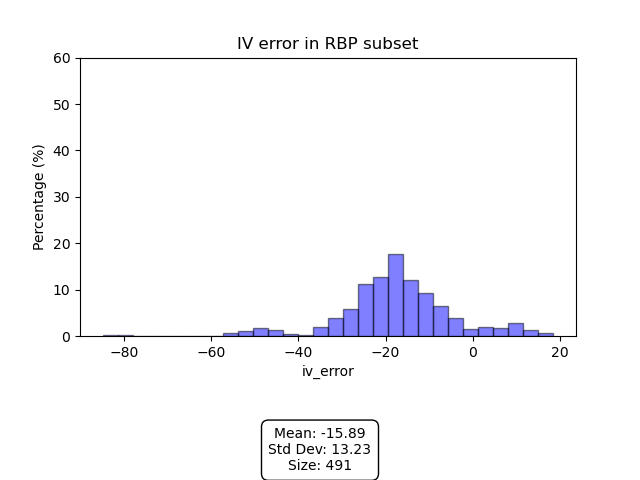 IV error in RBP subset
60
50
40
30
20
10
0
Percentage (%)
−80
−60
−40
−20
0
20
iv_error
Mean: -15.89
Std Dev: 13.23
Size: 491